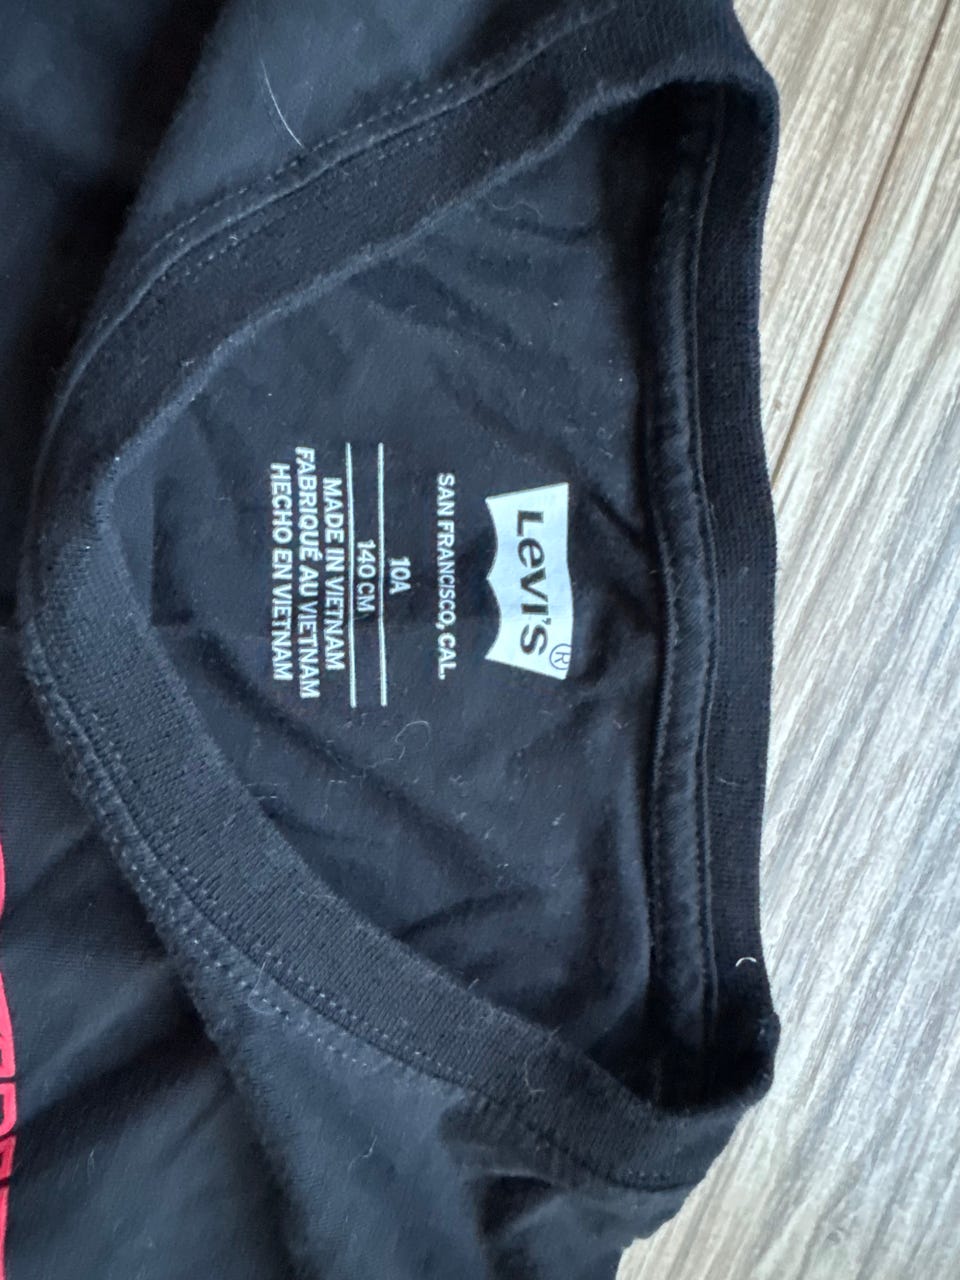 LEVI'S®
SAN FRANCISCO, CAL.
10A
140 CM
MADE IN VIETNAM
FABRIQUÉ AU VIETNAM
HECHO EN VIETNAM